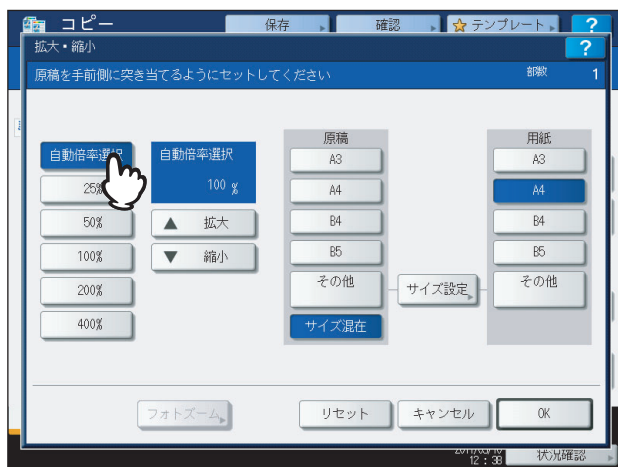 コピー
保存
確認
テンプレート
?
拡大・縮小
?
原稿を手前側に突き当てるようにセットしてください
部数 1
自動倍率選択
25%
50%
100%
200%
400%
自動倍率選択
100 %
▲ 拡大
▼ 縮小
原稿
A3
A4
B4
B5
その他
サイズ混在
サイズ設定
用紙
A3
A4
B4
B5
その他
フォトズーム
リセット
キャンセル
OK
12:38
状況確認